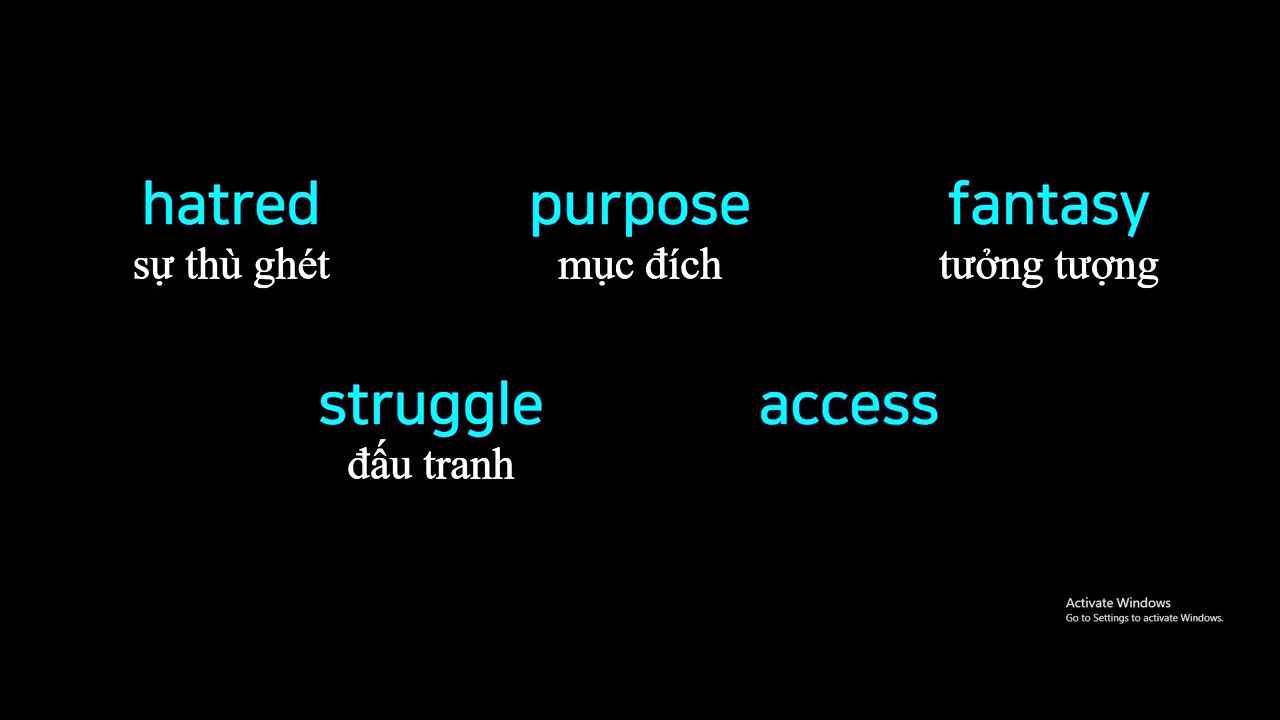 hatred
sự thù ghét
purpose
mục đích
fantasy
tưởng tượng
struggle
đấu tranh
access
Activate Windows
Go to Settings to activate Windows.